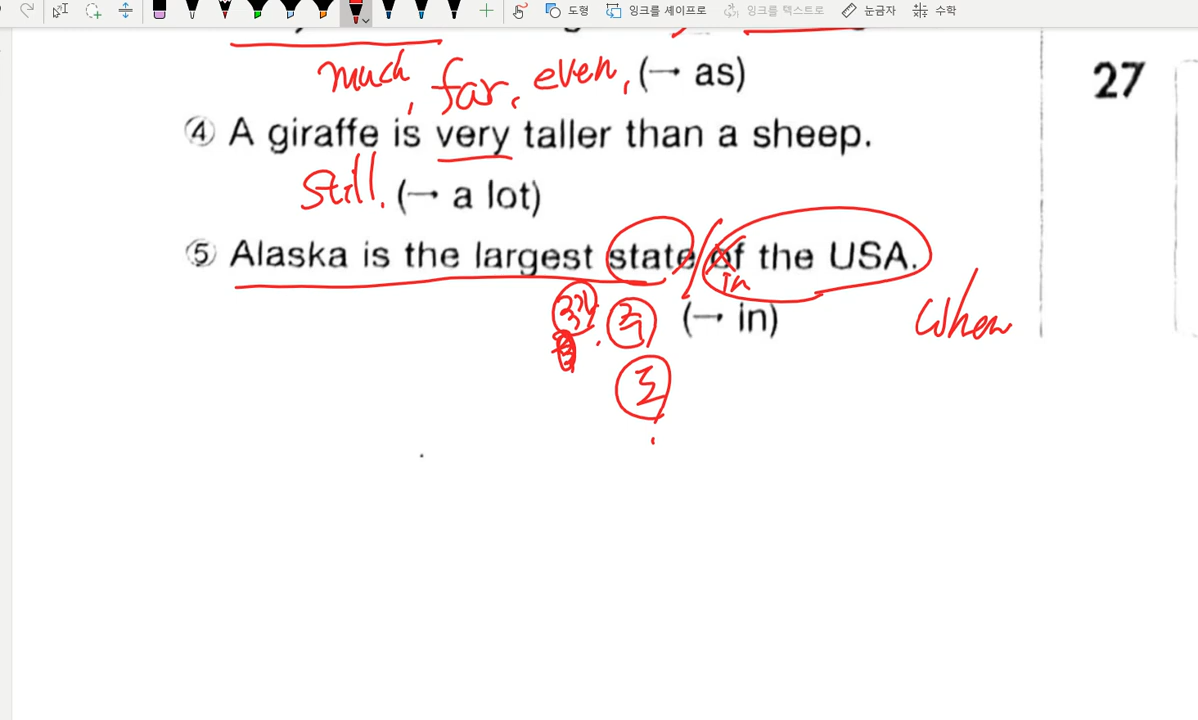 도형 잉크를 셰이프로 잉크를 텍스트로 눈금자 수학
much, far, even, (→ as)
27
④ A giraffe is very taller than a sheep.
still. (→ a lot)
⑤ Alaska is the largest state of the USA.
in
(→ in)